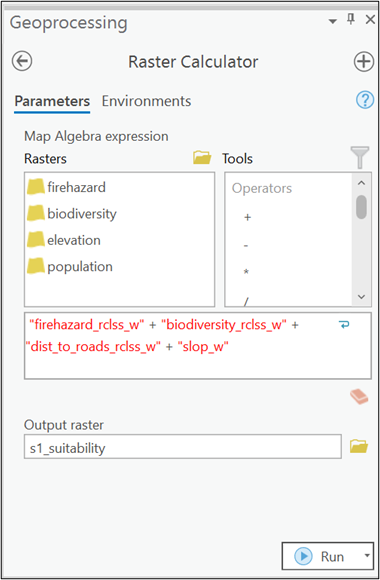 Geoprocessing
Raster Calculator
Parameters Environments
Map Algebra expression
Rasters Tools
firehazard
biodiversity
elevation
population
Operators
+
-
*
/
"firehazard_rclss_w" + "biodiversity_rclss_w" +
"dist_to_roads_rclss_w" + "slop_w"
Output raster
s1_suitability
Run